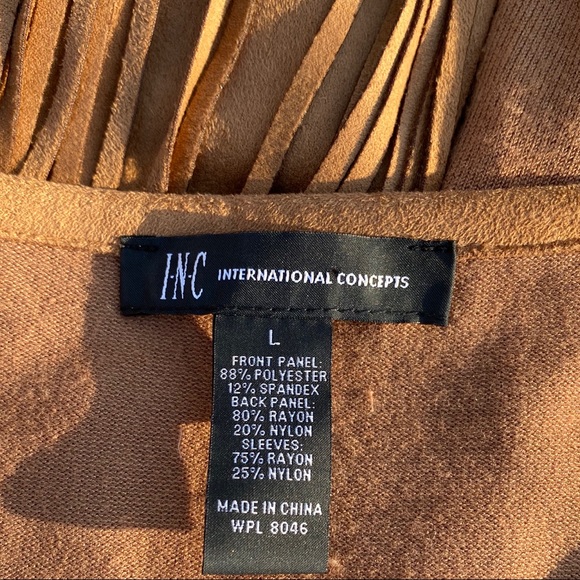 I·N·C INTERNATIONAL CONCEPTS
L
FRONT PANEL:
88% POLYESTER
12% SPANDEX
BACK PANEL:
80% RAYON
20% NYLON
SLEEVES:
75% RAYON
25% NYLON
MADE IN CHINA
WPL 8046